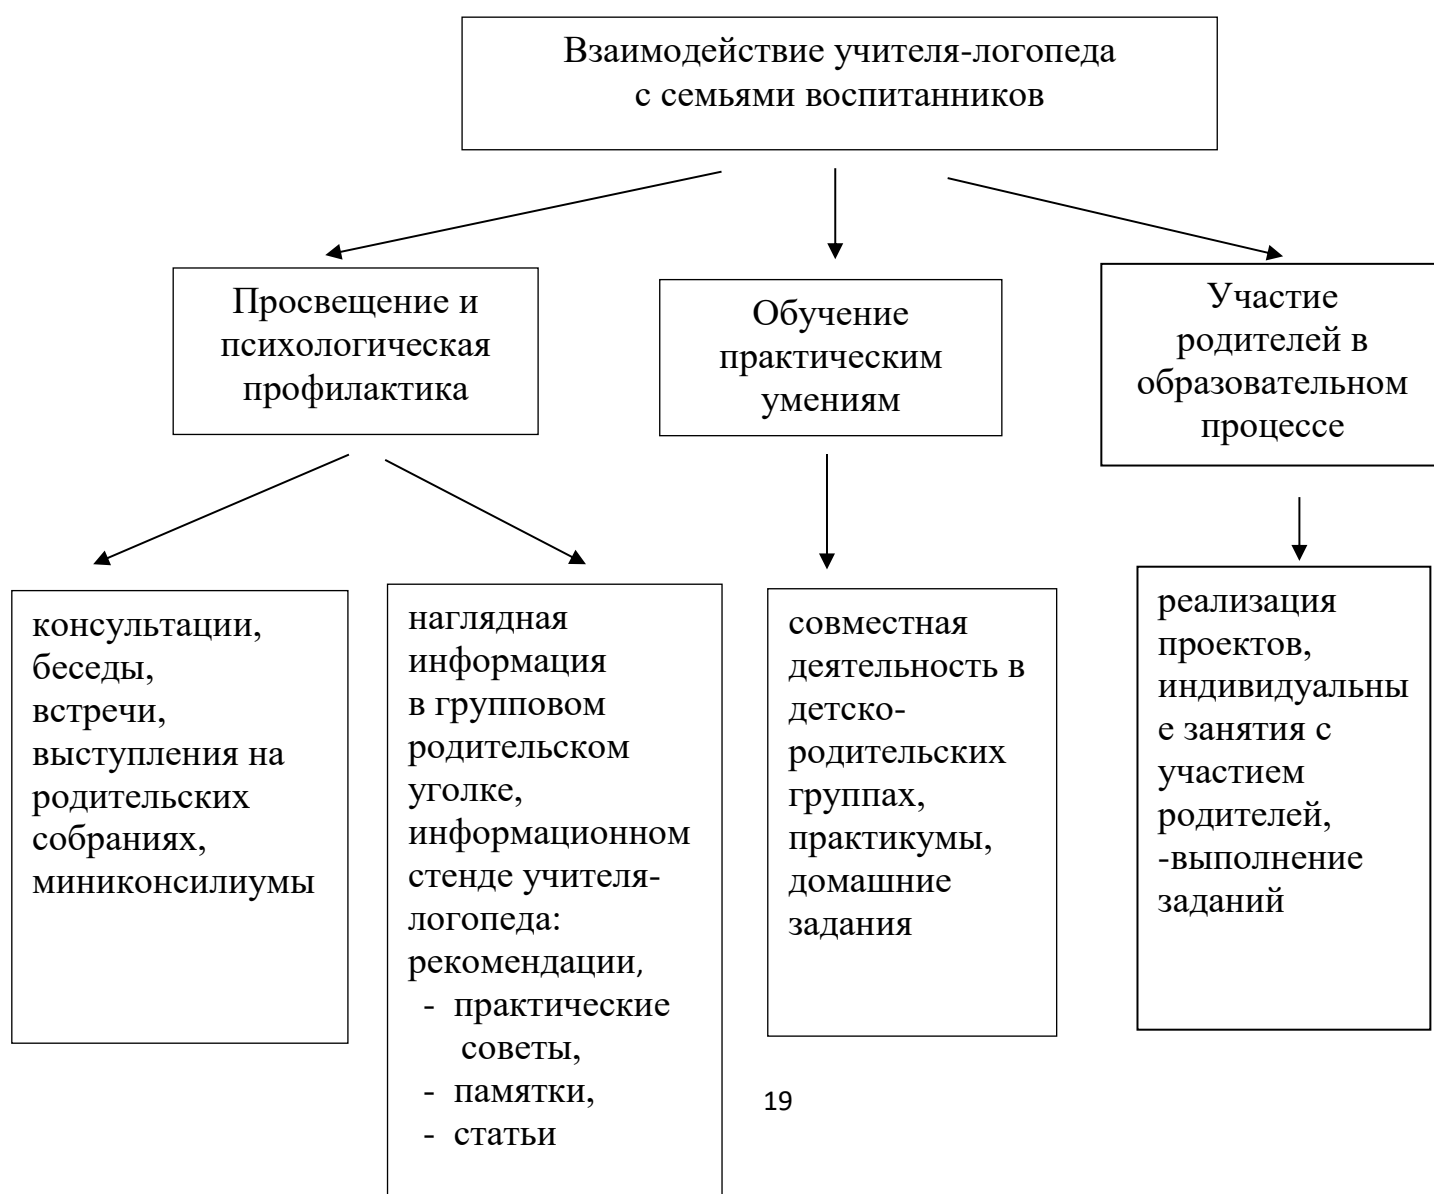 Взаимодействие учителя-логопеда
с семьями воспитанников
Просвещение и
психологическая
профилактика
Обучение
практическим
умениям
Участие
родителей в
образовательном
процессе
консультации,
беседы,
встречи,
выступления на
родительских
собраниях,
миниконсилиумы
наглядная
информация
в групповом
родительском
уголке,
информационном
стенде учителя-
логопеда:
рекомендации,
- практические
советы,
- памятки,
- статьи
совместная
деятельность в
детско-
родительских
группах,
практикумы,
домашние
задания
реализация
проектов,
индивидуальны
е занятия с
участием
родителей,
-выполнение
заданий
19